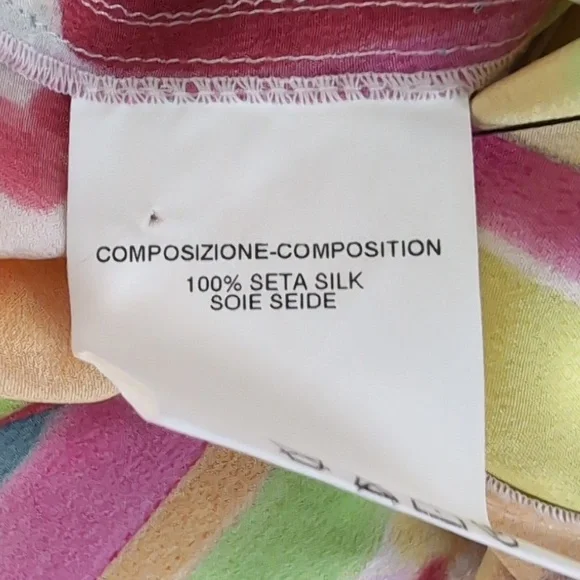 COMPOSIZIONE-COMPOSITION
100% SETA SILK
SOIE SEIDE